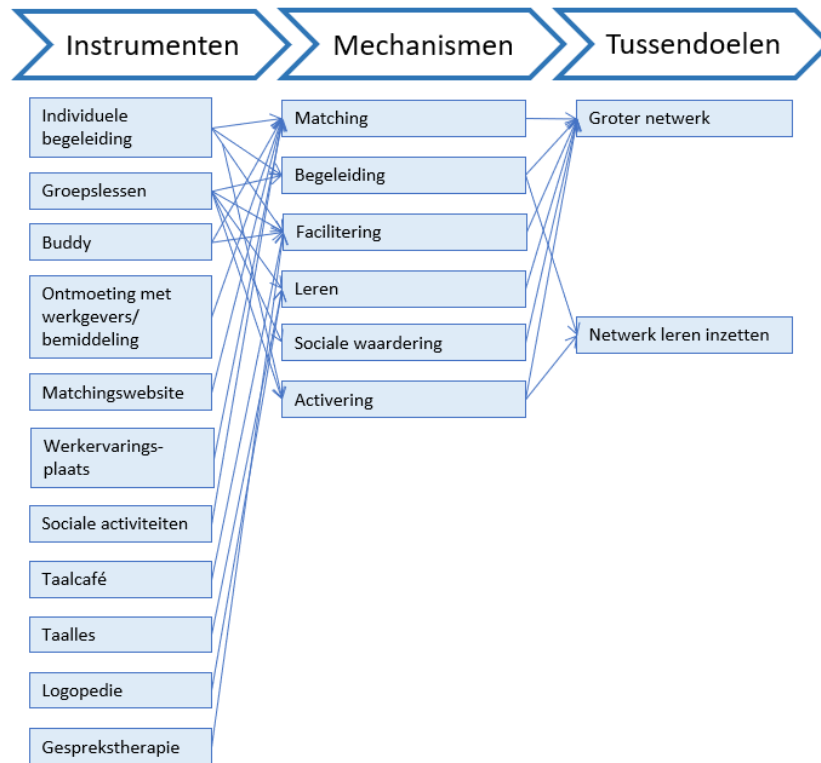 Instrumenten
Mechanismen
Tussendoelen
Individuele
begeleiding
Groepslessen
Buddy
Ontmoeting met
werkgevers/
bemiddeling
Matchingswebsite
Werkervarings-
plaats
Sociale activiteiten
Taalcafé
Taalles
Logopedie
Gesprekstherapie
Matching
Begeleiding
Facilitering
Leren
Sociale waardering
Activering
Groter netwerk
Netwerk leren inzetten